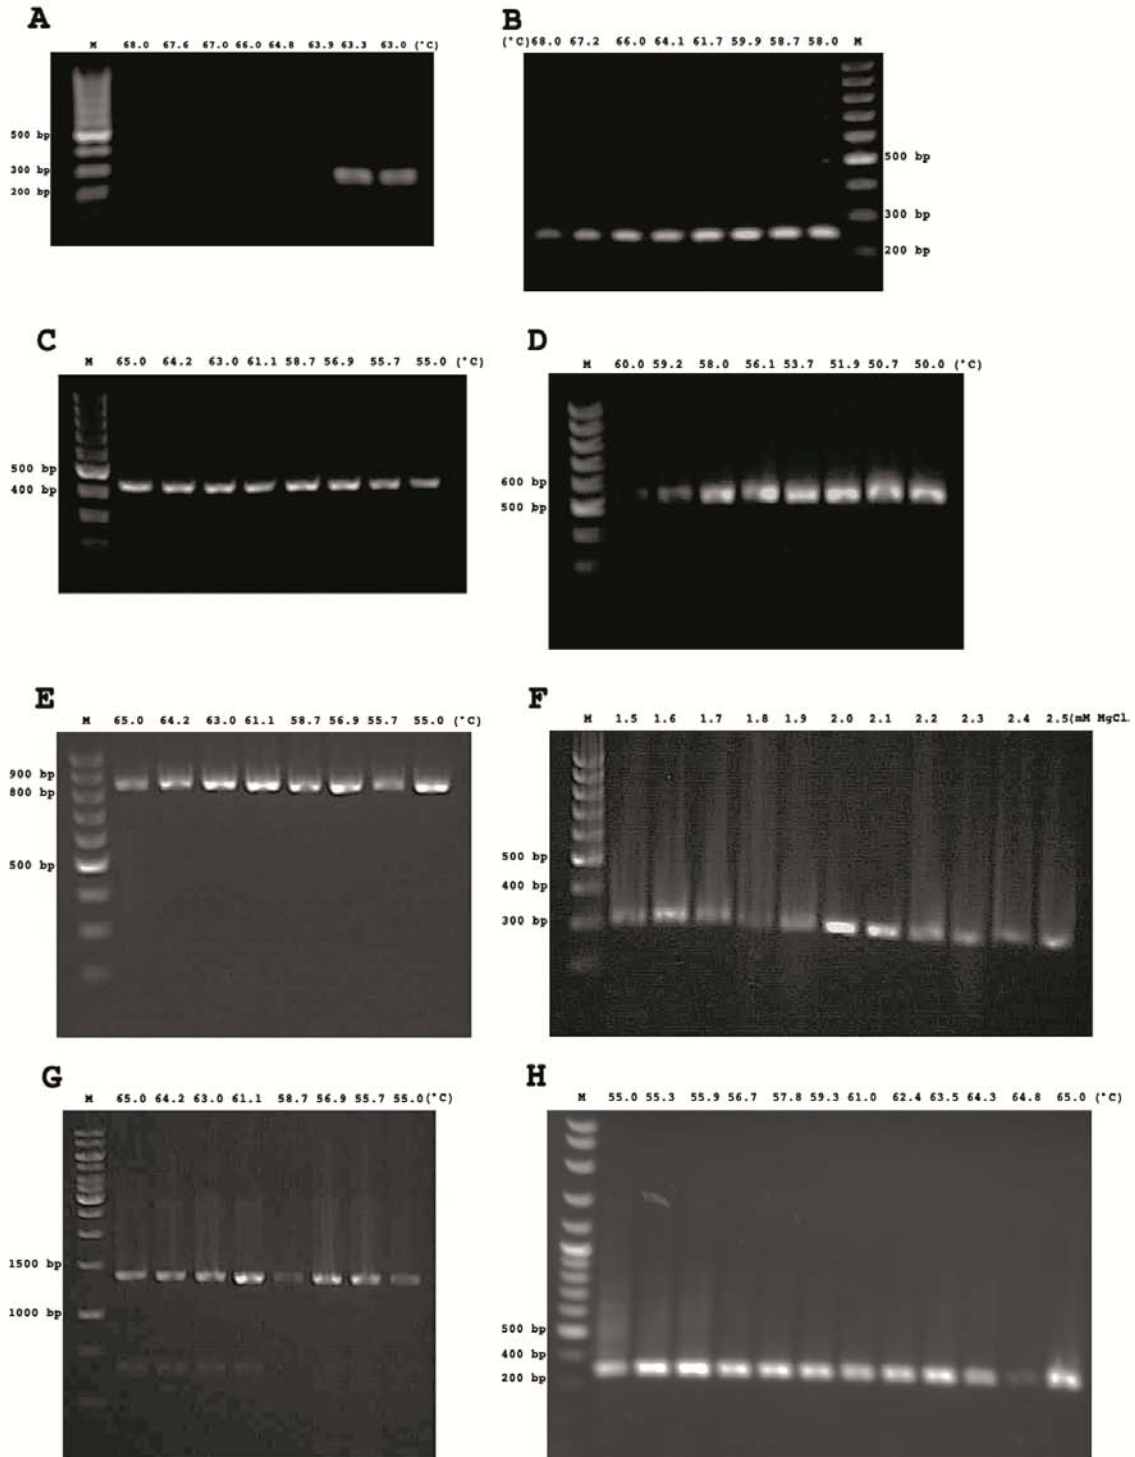 A
M 68.0 67.6 67.0 66.0 64.8 63.9 63.3 63.0 (°C)
500 bp
300 bp
200 bp
B
(°C)68.0 67.2 66.0 64.1 61.7 59.9 58.7 58.0 M
500 bp
300 bp
200 bp
C
M 65.0 64.2 63.0 61.1 58.7 56.9 55.7 55.0 (°C)
500 bp
400 bp
D
M 60.0 59.2 58.0 56.1 53.7 51.9 50.7 50.0 (°C)
600 bp
500 bp
E
M 65.0 64.2 63.0 61.1 58.7 56.9 55.7 55.0 (°C)
900 bp
800 bp
500 bp
F
M 1.5 1.6 1.7 1.8 1.9 2.0 2.1 2.2 2.3 2.4 2.5(mM MgCl.
500 bp
400 bp
300 bp
G
M 65.0 64.2 63.0 61.1 58.7 56.9 55.7 55.0(°C)
1500 bp
1000 bp
H
M 55.0 55.3 55.9 56.7 57.8 59.3 61.0 62.4 63.5 64.3 64.8 65.0 (°C)
500 bp
400 bp
200 bp